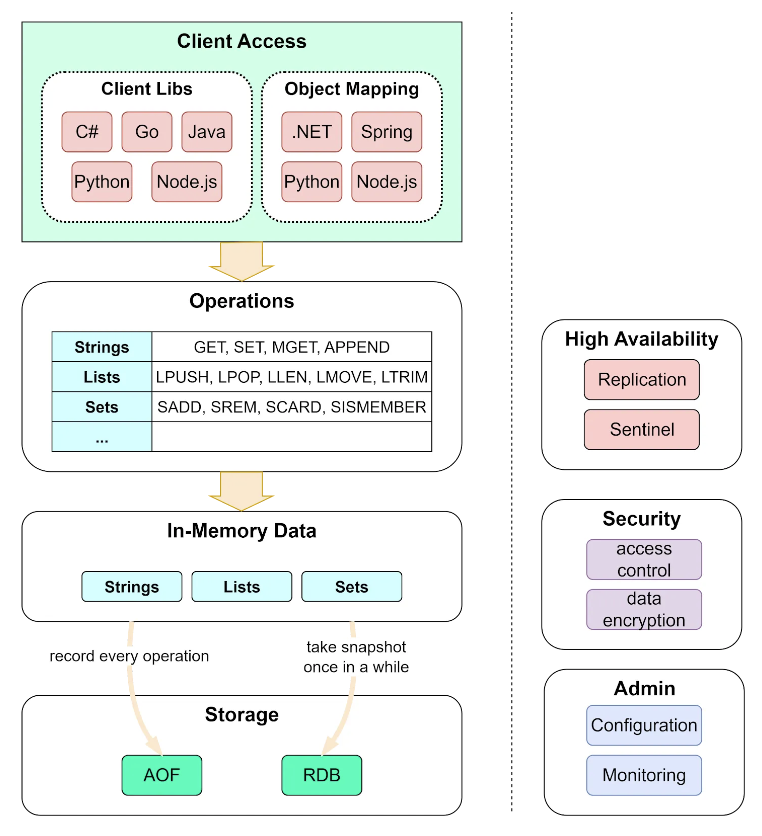 Client Access
Client Libs
C# Go Java
Python Node.js
Object Mapping
.NET Spring
Python Node.js
Operations
Strings GET, SET, MGET, APPEND
Lists LPUSH, LPOP, LLEN, LMOVE, LTRIM
Sets SADD, SREM, SCARD, SISMEMBER
...
In-Memory Data
Strings Lists Sets
record every operation
take snapshot
once in a while
Storage
AOF RDB
High Availability
Replication
Sentinel
Security
access
control
data
encryption
Admin
Configuration
Monitoring